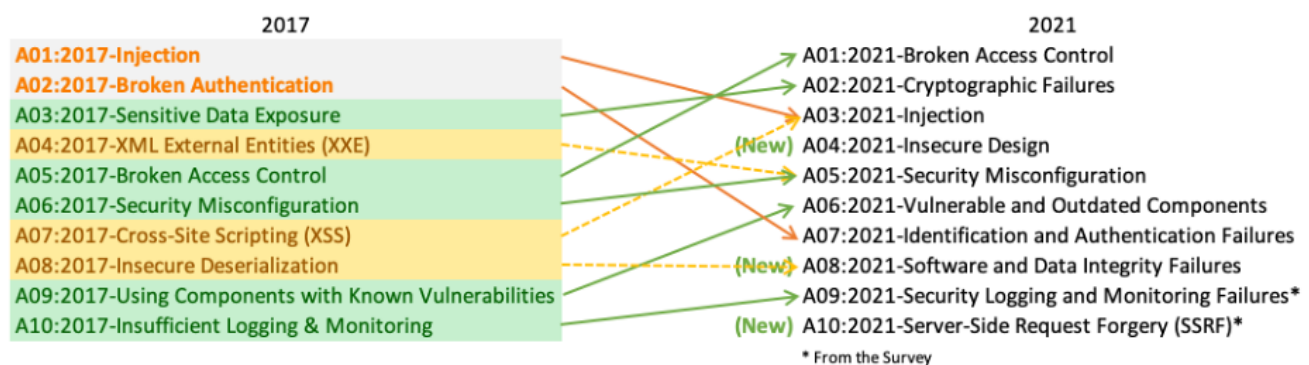 2017
A01:2017-Injection
A02:2017-Broken Authentication
A03:2017-Sensitive Data Exposure
A04:2017-XML External Entities (XXE)
A05:2017-Broken Access Control
A06:2017-Security Misconfiguration
A07:2017-Cross-Site Scripting (XSS)
A08:2017-Insecure Deserialization
A09:2017-Using Components with Known Vulnerabilities
A10:2017-Insufficient Logging & Monitoring
2021
A01:2021-Broken Access Control
A02:2021-Cryptographic Failures
A03:2021-Injection
(New) A04:2021-Insecure Design
A05:2021-Security Misconfiguration
A06:2021-Vulnerable and Outdated Components
A07:2021-Identification and Authentication Failures
(New) A08:2021-Software and Data Integrity Failures
A09:2021-Security Logging and Monitoring Failures*
(New) A10:2021-Server-Side Request Forgery (SSRF)*
* From the Survey